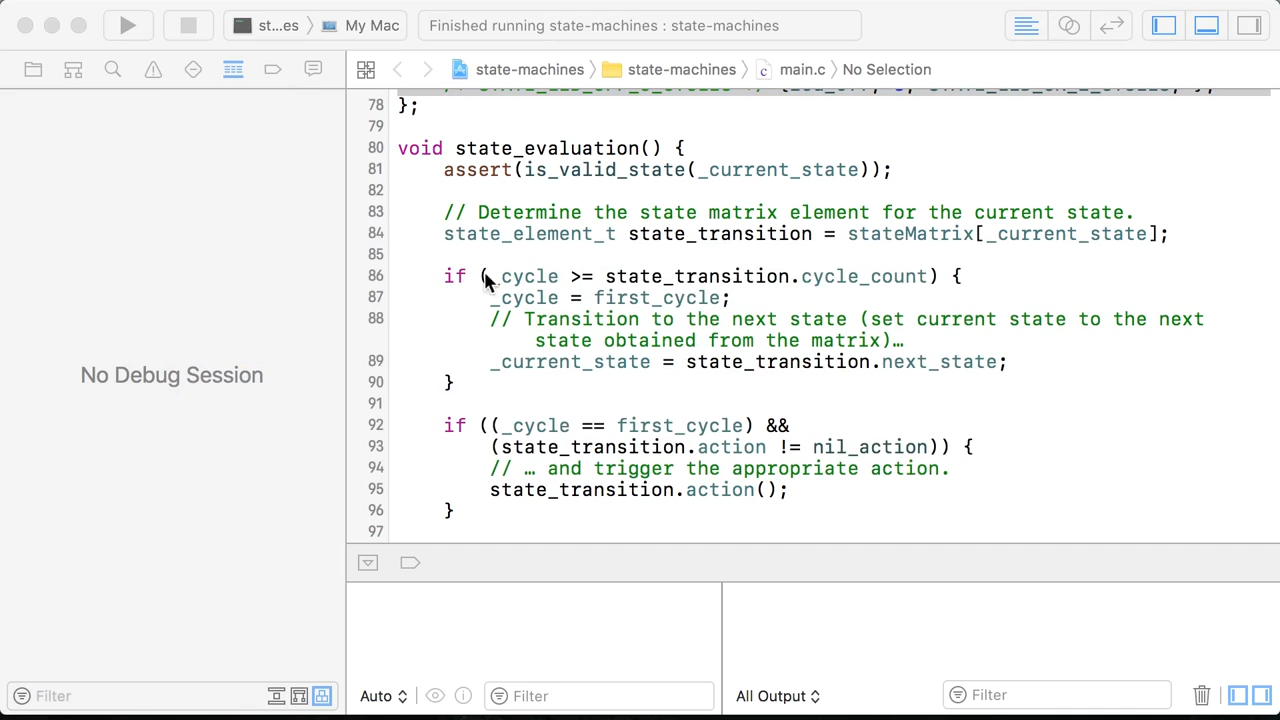 st…es 〉 My Mac
Finished running state-machines : state-machines
state-machines 〉 state-machines 〉 c main.c 〉 No Selection
78 };
79
80 void state_evaluation() {
81 assert(is_valid_state(_current_state));
82
83 // Determine the state matrix element for the current state.
84 state_element_t state_transition = stateMatrix[_current_state];
85
86 if (_cycle >= state_transition.cycle_count) {
87 _cycle = first_cycle;
88 // Transition to the next state (set current state to the next
state obtained from the matrix)…
89 _current_state = state_transition.next_state;
90 }
91
92 if ((_cycle == first_cycle) &&
93 (state_transition.action != nil_action)) {
94 // … and trigger the appropriate action.
95 state_transition.action();
96 }
97
No Debug Session
Filter
Auto
Filter
All Output
Filter